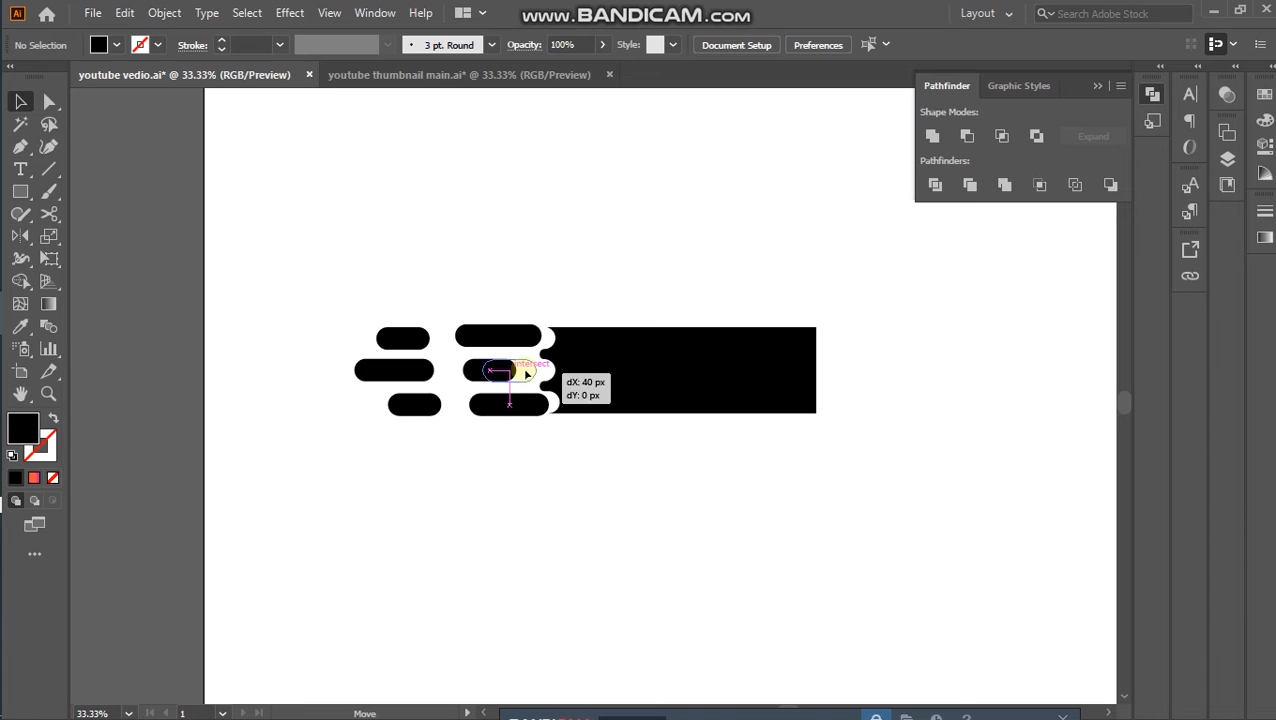 www.BANDICAM.com
Ai
File Edit Object Type Select Effect View Window Help
Layout
Search Adobe Stock
No Selection
Stroke:
3 pt. Round
Opacity: 100%
Style:
Document Setup
Preferences
youtube vedio.ai* @ 33.33% (RGB/Preview)
youtube thumbnail main.ai* @ 33.33% (RGB/Preview)
Pathfinder
Graphic Styles
Shape Modes:
Expand
Pathfinders:
intersect
dX: 40 px
dY: 0 px
33.33%
1
Move